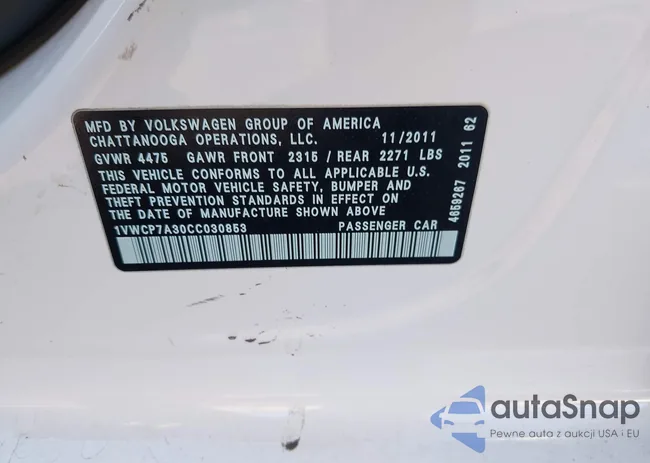 MFD BY VOLKSWAGEN GROUP OF AMERICA
CHATTANOOGA OPERATIONS, LLC. 11/2011
GVWR 4475 GAWR FRONT 2315 / REAR 2271 LBS
THIS VEHICLE CONFORMS TO ALL APPLICABLE U.S.
FEDERAL MOTOR VEHICLE SAFETY, BUMPER AND
THEFT PREVENTION STANDARDS IN EFFECT ON
THE DATE OF MANUFACTURE SHOWN ABOVE
1VWCP7A30CC030853 PASSENGER CAR
4659267 2011 62
autaSnap
Pewne auta z aukcji USA i EU